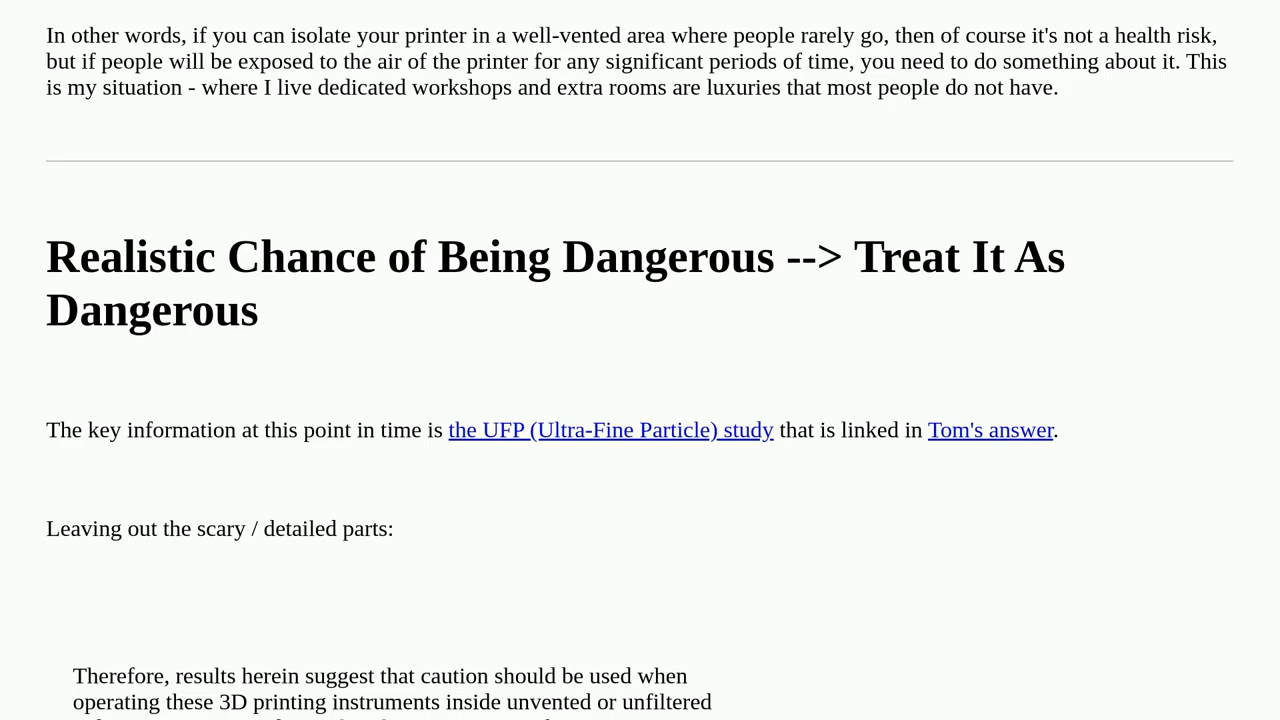 In other words, if you can isolate your printer in a well-vented area where people rarely go, then of course it's not a health risk,
but if people will be exposed to the air of the printer for any significant periods of time, you need to do something about it. This
is my situation - where I live dedicated workshops and extra rooms are luxuries that most people do not have.
Realistic Chance of Being Dangerous --> Treat It As
Dangerous
The key information at this point in time is the UFP (Ultra-Fine Particle) study that is linked in Tom's answer.
Leaving out the scary / detailed parts:
Therefore, results herein suggest that caution should be used when
operating these 3D printing instruments inside unvented or unfiltered